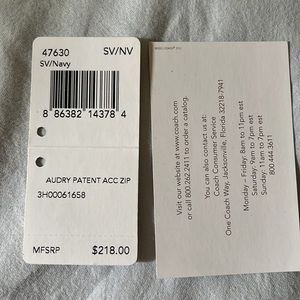 47630 SV/NV
SV/Navy
8 86382 14378 4
AUDRY PATENT ACC ZIP
3H00061658
MFSRP $218.00
Visit our website at www.coach.com
or call 800.262.2411 to order a catalog.
You can also contact us at:
Coach Consumer Service
One Coach Way, Jacksonville, Florida 32218-7941
Monday – Friday: 8am to 11pm est
Saturday: 9am to 7pm est
Sunday: 11am to 7pm est
800 444.3611